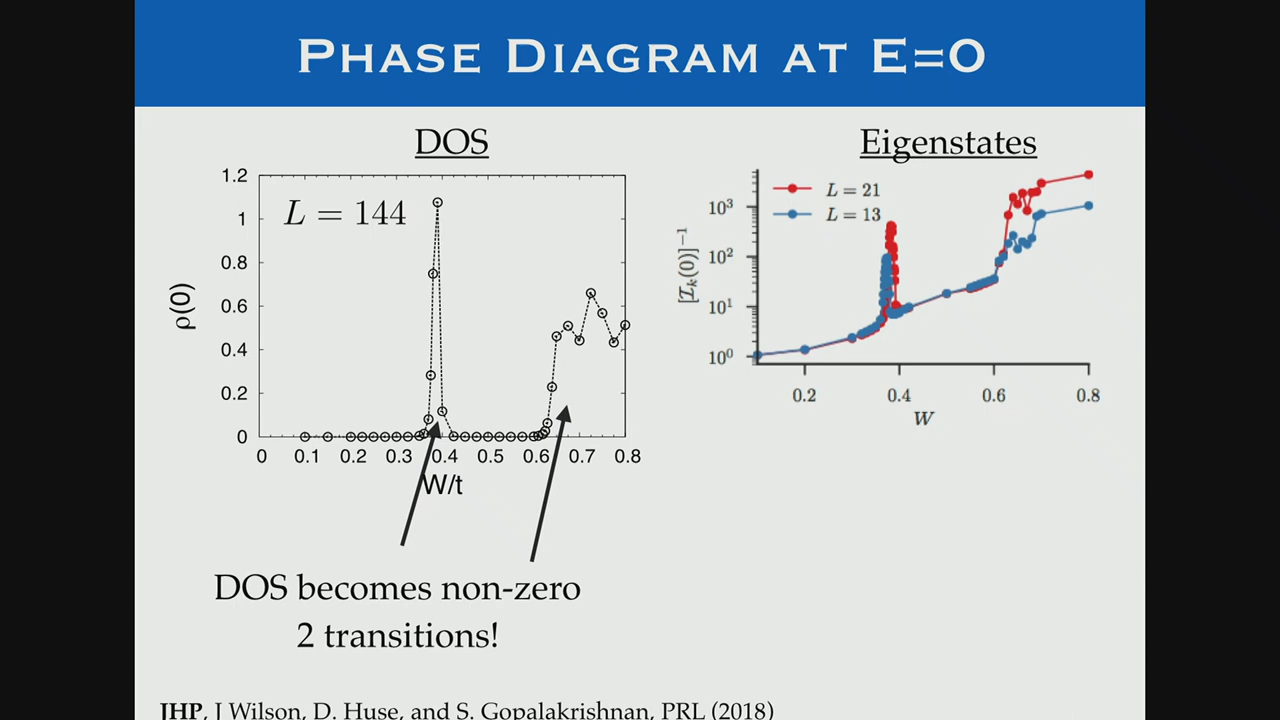 PHASE DIAGRAM AT E=0
DOS
Eigenstates
L = 144
ρ(0)
1.2
1
0.8
0.6
0.4
0.2
0
0 0.1 0.2 0.3 0.4 0.5 0.6 0.7 0.8
W/t
L = 21
L = 13
[ℐₖ(0)]⁻¹
10³
10²
10¹
10⁰
0.2 0.4 0.6 0.8
W
DOS becomes non-zero
2 transitions!
JHP, J Wilson, D. Huse, and S. Gopalakrishnan, PRL (2018)